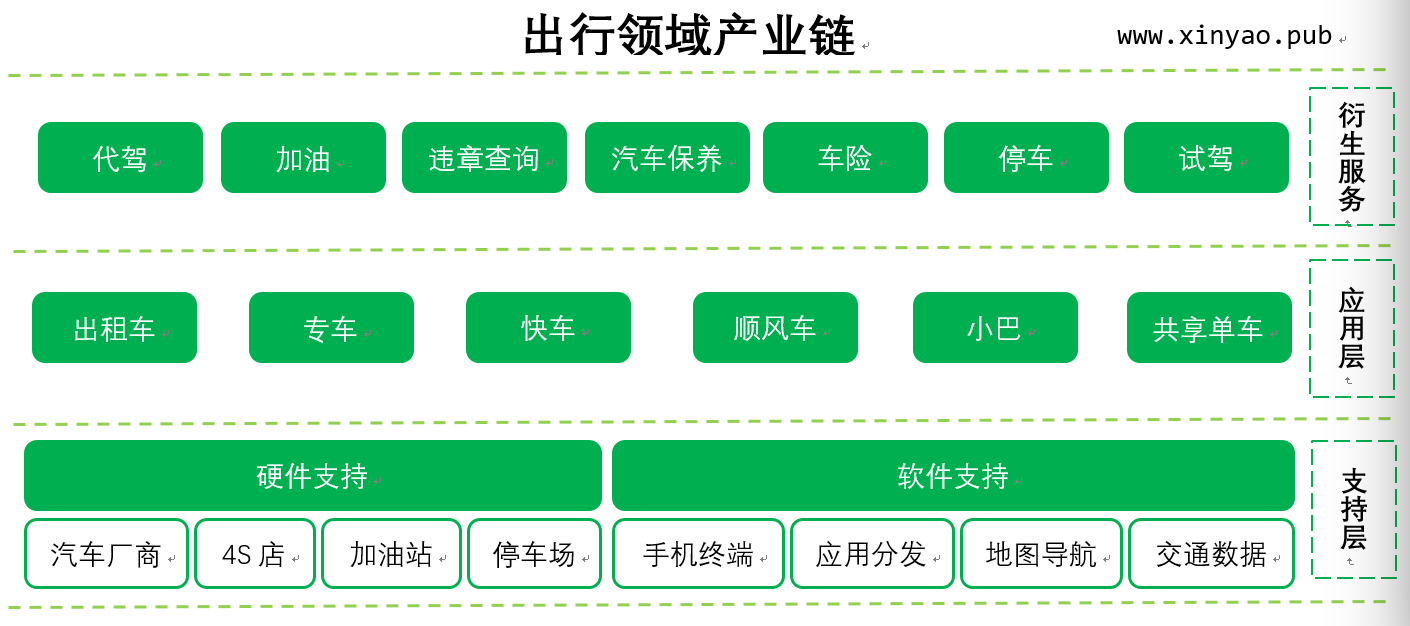 出行领域产业链
www.xinyao.pub
代驾
加油
违章查询
汽车保养
车险
停车
试驾
衍生服务
出租车
专车
快车
顺风车
小巴
共享单车
应用层
硬件支持
软件支持
支持层
汽车厂商
4S 店
加油站
停车场
手机终端
应用分发
地图导航
交通数据